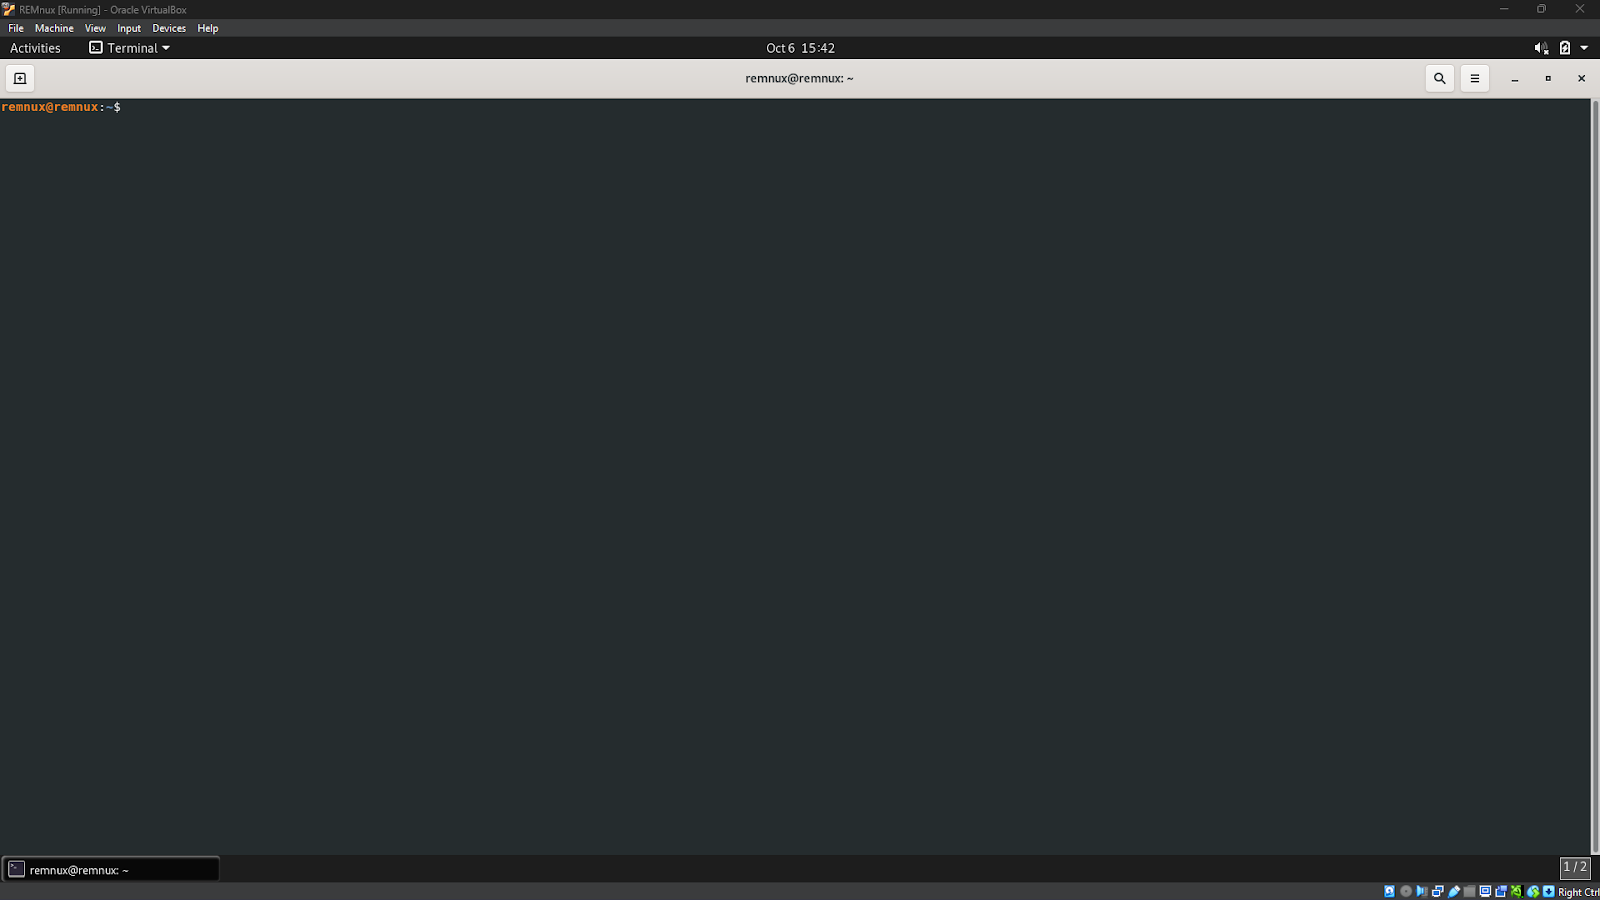 REMnux [Running] - Oracle VirtualBox
File Machine View Input Devices Help
Activities Terminal Oct 6 15:42
remnux@remnux: ~
remnux@remnux:~$
remnux@remnux: ~
1 / 2
Right Ctrl